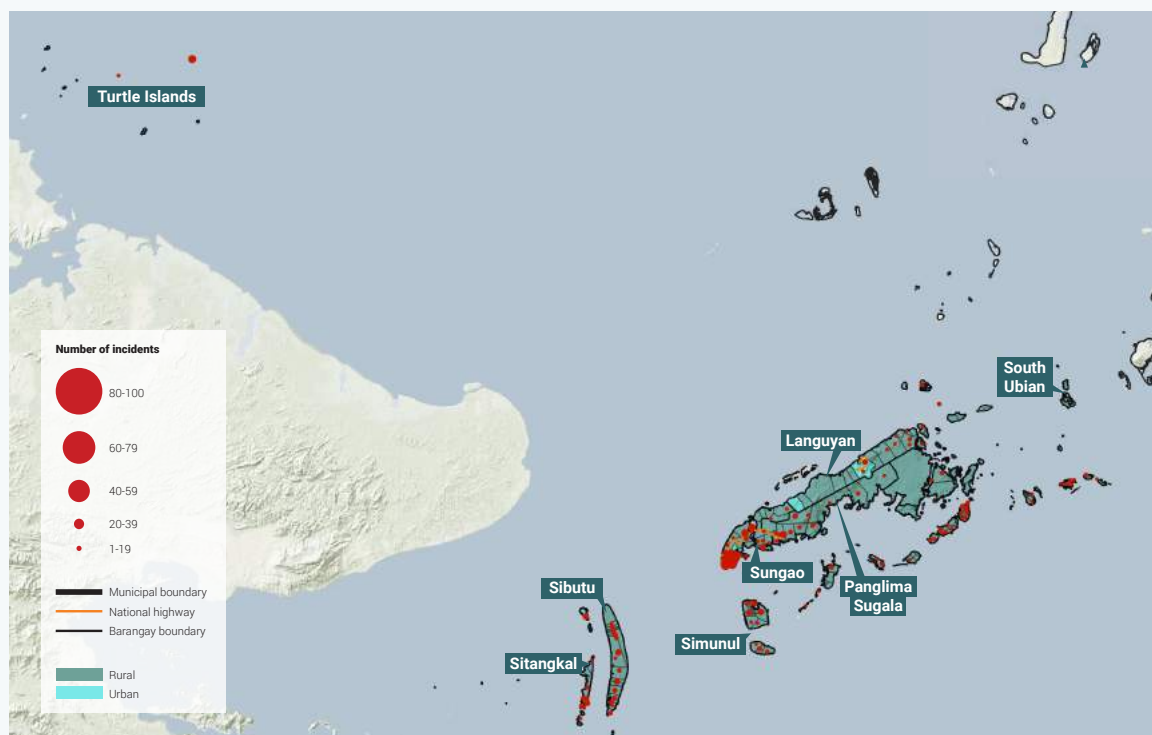 Turtle Islands
South
Ubian
Languyan
Sungao
Panglima
Sugala
Sibutu
Simunul
Sitangkal
Number of incidents
80-100
60-79
40-59
20-39
1-19
Municipal boundary
National highway
Barangay boundary
Rural
Urban